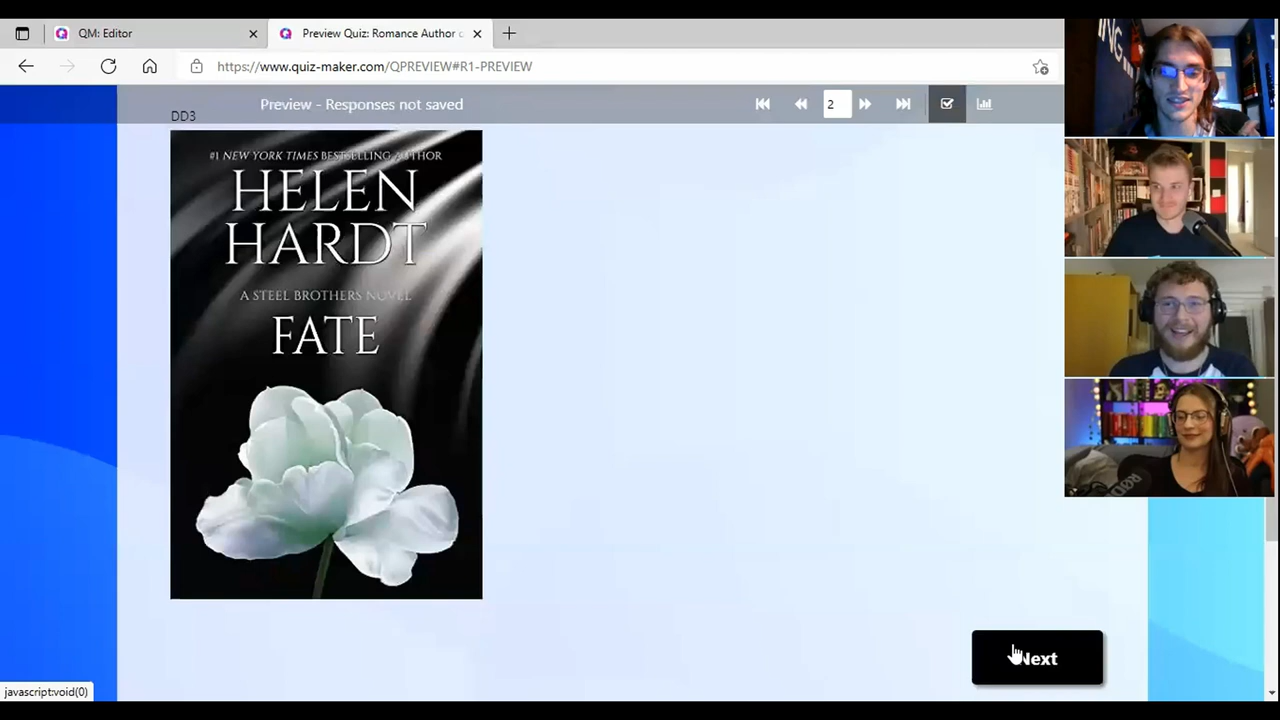 QM: Editor
Preview Quiz: Romance Author o
https://www.quiz-maker.com/QPREVIEW#R1-PREVIEW
Preview - Responses not saved
2
DD3
#1 NEW YORK TIMES BESTSELLING AUTHOR
HELEN
HARDT
A STEEL BROTHERS NOVEL
FATE
Next
javascript:void(0)
ING